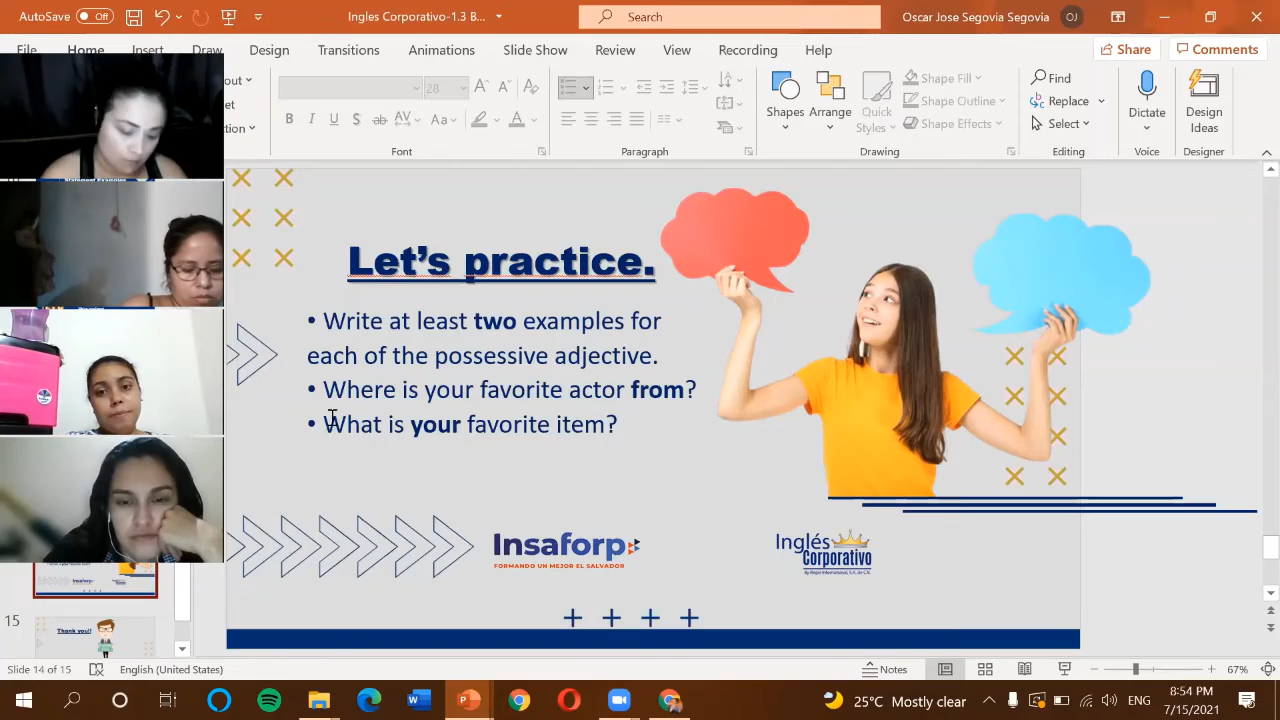 AutoSave Off
Ingles Corporativo-1.3 B...
Search
Oscar Jose Segovia Segovia OJ
File Home Insert Draw Design Transitions Animations Slide Show Review View Recording Help
Share Comments
Shapes
Arrange
Quick Styles
Shape Fill
Shape Outline
Shape Effects
Find
Replace
Select
Dictate
Design Ideas
Font Paragraph Drawing Editing Voice Designer
Let's practice.
• Write at least two examples for
each of the possessive adjective.
• Where is your favorite actor from?
• What is your favorite item?
Insaforp
FORMANDO UN MEJOR EL SALVADOR
Inglés
Corporativo
15
Thank you!!
Slide 14 of 15 English (United States) Notes 67%
25°C Mostly clear ENG 8:54 PM
7/15/2021